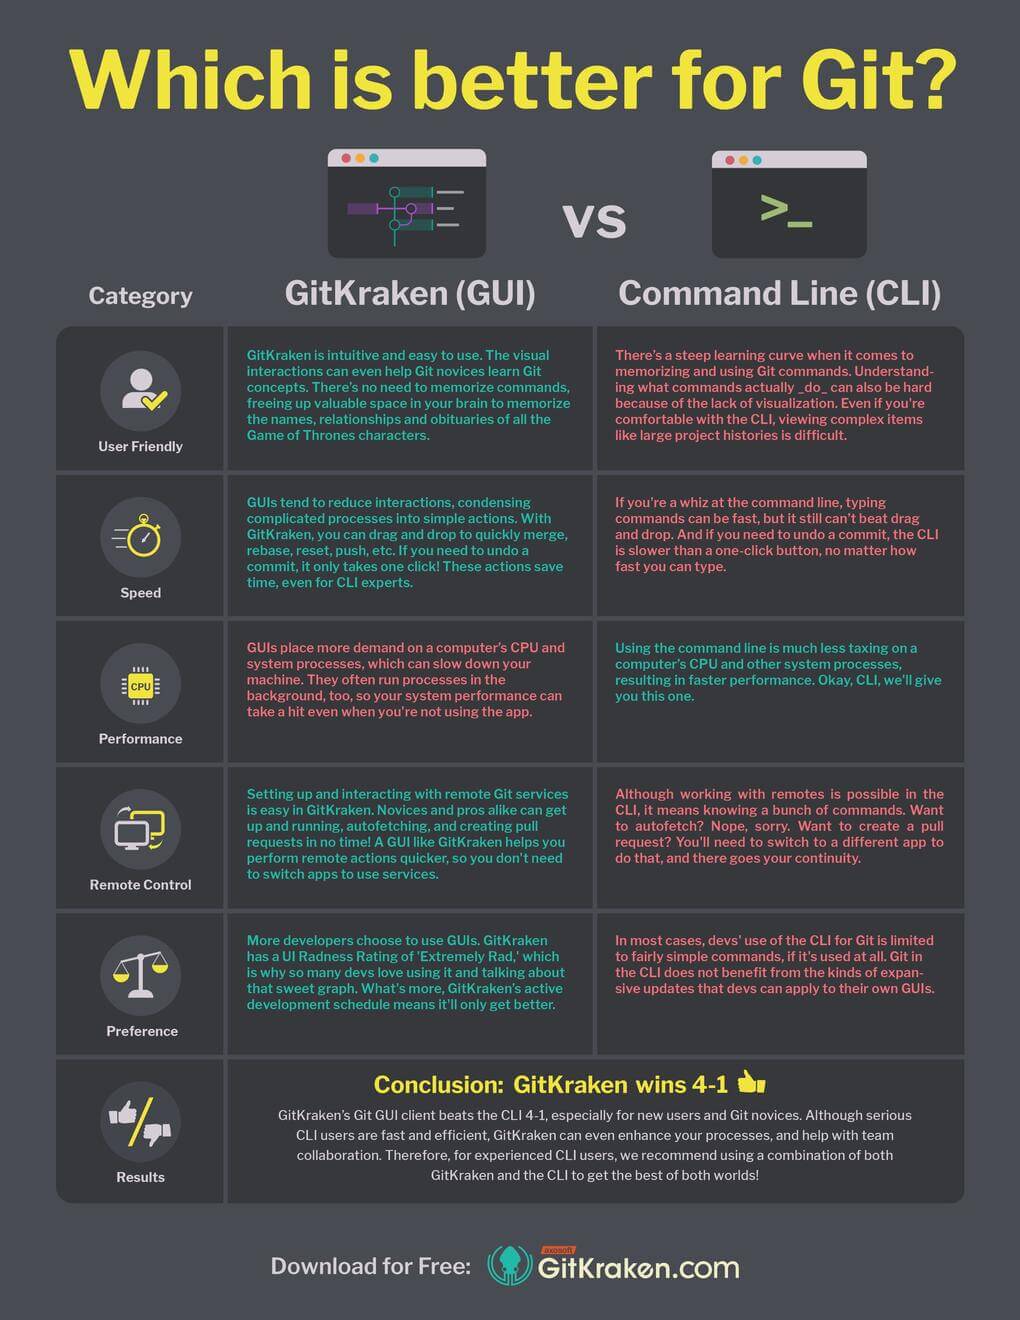 Which is better for Git?
>_
vs
Category
GitKraken (GUI)
Command Line (CLI)
User Friendly
GitKraken is intuitive and easy to use. The visual
interactions can even help Git novices learn Git
concepts. There's no need to memorize commands,
freeing up valuable space in your brain to memorize
the names, relationships and obituaries of all the
Game of Thrones characters.
There's a steep learning curve when it comes to
memorizing and using Git commands. Understand-
ing what commands actually _do_ can also be hard
because of the lack of visualization. Even if you're
comfortable with the CLI, viewing complex items
like large project histories is difficult.
Speed
GUIs tend to reduce interactions, condensing
complicated processes into simple actions. With
GitKraken, you can drag and drop to quickly merge,
rebase, reset, push, etc. If you need to undo a
commit, it only takes one click! These actions save
time, even for CLI experts.
If you're a whiz at the command line, typing
commands can be fast, but it still can't beat drag
and drop. And if you need to undo a commit, the CLI
is slower than a one-click button, no matter how
fast you can type.
CPU
Performance
GUIs place more demand on a computer's CPU and
system processes, which can slow down your
machine. They often run processes in the
background, too, so your system performance can
take a hit even when you're not using the app.
Using the command line is much less taxing on a
computer's CPU and other system processes,
resulting in faster performance. Okay, CLI, we'll give
you this one.
Remote Control
Setting up and interacting with remote Git services
is easy in GitKraken. Novices and pros alike can get
up and running, autofetching, and creating pull
requests in no time! A GUI like GitKraken helps you
perform remote actions quicker, so you don't need
to switch apps to use services.
Although working with remotes is possible in the
CLI, it means knowing a bunch of commands. Want
to autofetch? Nope, sorry. Want to create a pull
request? You'll need to switch to a different app to
do that, and there goes your continuity.
Preference
More developers choose to use GUIs. GitKraken
has a UI Radness Rating of 'Extremely Rad,' which
is why so many devs love using it and talking about
that sweet graph. What's more, GitKraken's active
development schedule means it'll only get better.
In most cases, devs' use of the CLI for Git is limited
to fairly simple commands, if it's used at all. Git in
the CLI does not benefit from the kinds of expan-
sive updates that devs can apply to their own GUIs.
Results
Conclusion: GitKraken wins 4-1
GitKraken's Git GUI client beats the CLI 4-1, especially for new users and Git novices. Although serious
CLI users are fast and efficient, GitKraken can even enhance your processes, and help with team
collaboration. Therefore, for experienced CLI users, we recommend using a combination of both
GitKraken and the CLI to get the best of both worlds!
Download for Free:
axosoft
GitKraken.com